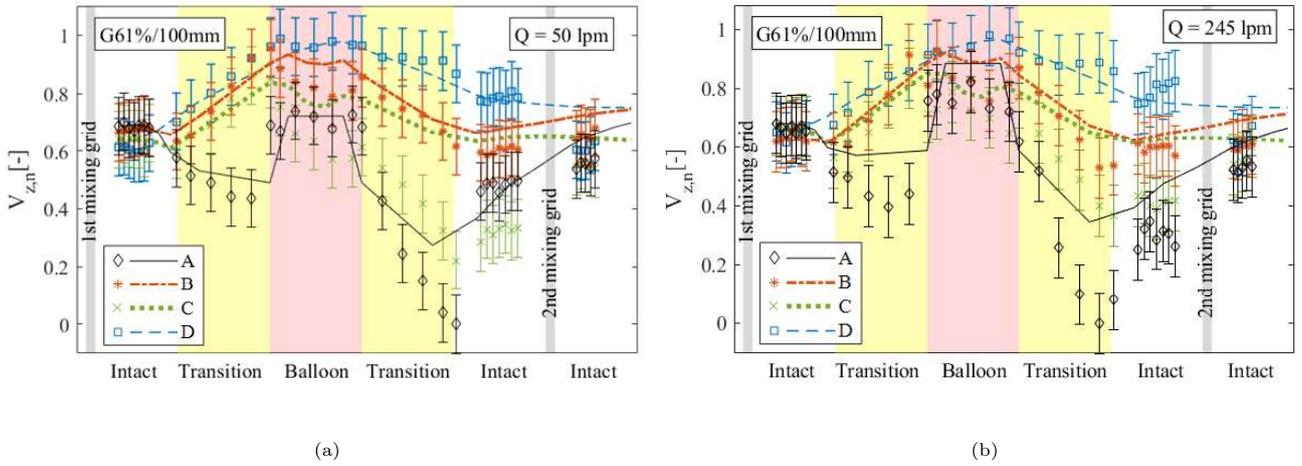 G61%/100mm
Q = 50 lpm
1
0.8
0.6
0.4
0.2
0
V_{z,n}[-]
1st mixing grid
2nd mixing grid
A
B
C
D
Intact Transition Balloon Transition Intact Intact
(a)
G61%/100mm
Q = 245 lpm
1
0.8
0.6
0.4
0.2
0
V_{z,n}[-]
1st mixing grid
2nd mixing grid
A
B
C
D
Intact Transition Balloon Transition Intact Intact
(b)